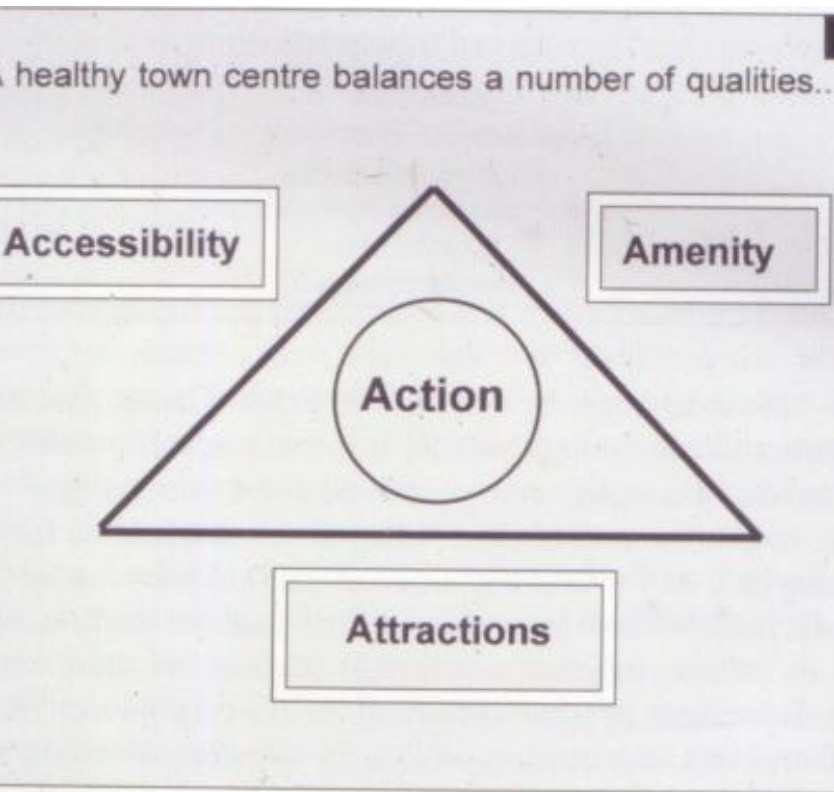 A healthy town centre balances a number of qualities..
Accessibility
Amenity
Action
Attractions